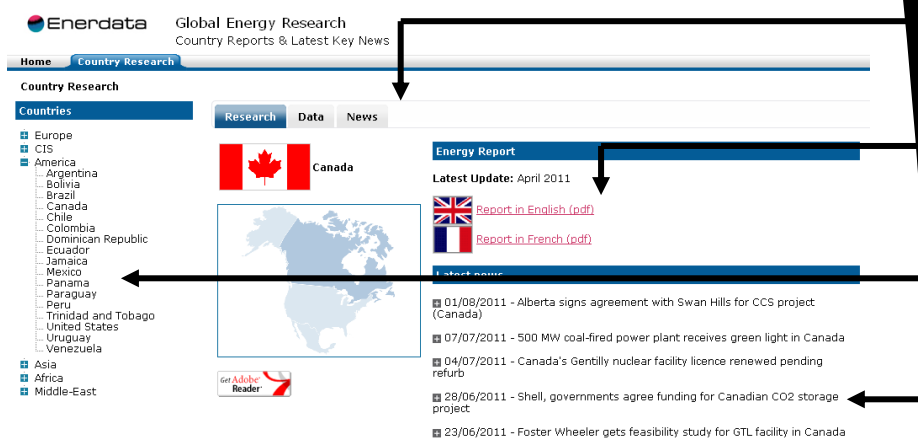 Enerdata
Global Energy Research
Country Reports & Latest Key News
Home
Country Research
Country Research
Countries
Europe
CIS
America
Argentina
Bolivia
Brazil
Canada
Chile
Colombia
Dominican Republic
Ecuador
Jamaica
Mexico
Panama
Paraguay
Peru
Trinidad and Tobago
United States
Uruguay
Venezuela
Asia
Africa
Middle-East
Research
Data
News
Canada
Get Adobe
Reader
Energy Report
Latest Update: April 2011
Report in English (pdf)
Report in French (pdf)
Latest news
01/08/2011 - Alberta signs agreement with Swan Hills for CCS project
(Canada)
07/07/2011 - 500 MW coal-fired power plant receives green light in Canada
04/07/2011 - Canada's Gentilly nuclear facility licence renewed pending
refurb
28/06/2011 - Shell, governments agree funding for Canadian CO2 storage
project
23/06/2011 - Foster Wheeler gets feasibility study for GTL facility in Canada